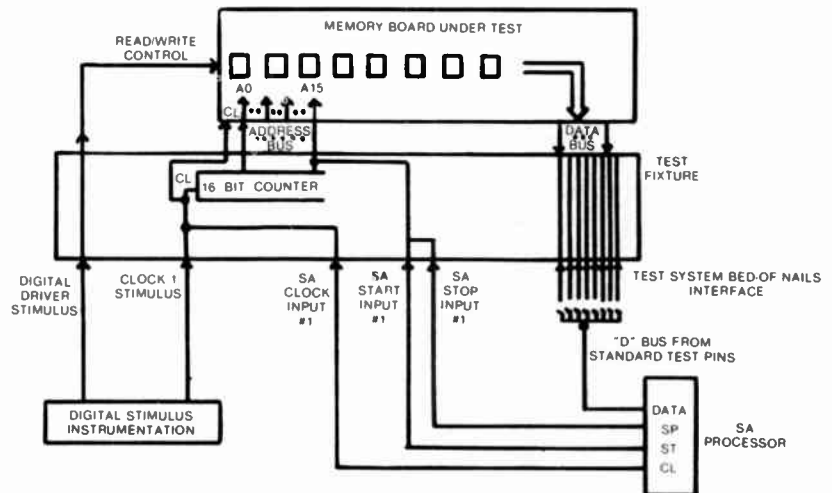 MEMORY BOARD UNDER TEST
READ/WRITE
CONTROL
A0
A15
CL
ADDRESS
BUS
DATA
BUS
TEST
FIXTURE
CL
16 BIT COUNTER
DIGITAL
DRIVER
STIMULUS
CLOCK 1
STIMULUS
SA
CLOCK
INPUT
#1
SA
START
INPUT
#1
SA
STOP
INPUT
#1
TEST SYSTEM BED-OF NAILS
INTERFACE
"D" BUS FROM
STANDARD TEST PINS
DIGITAL STIMULUS
INSTRUMENTATION
DATA
SP
ST
CL
SA
PROCESSOR